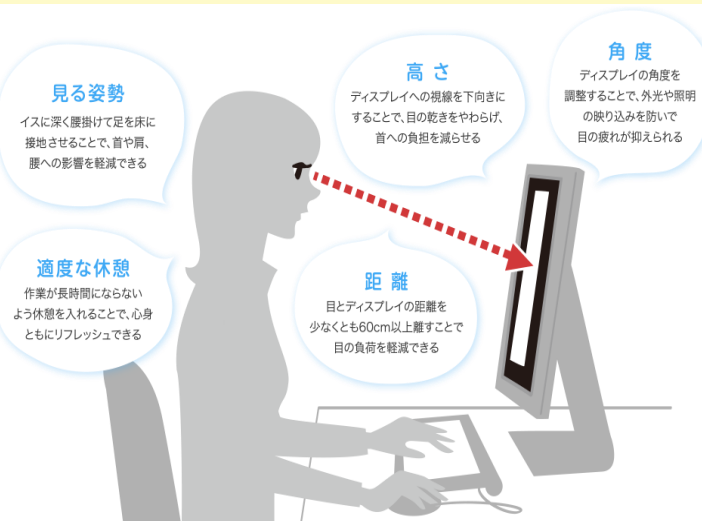 見る姿勢
イスに深く腰掛けて足を床に
接地させることで、首や肩、
腰への影響を軽減できる
高さ
ディスプレイへの視線を下向きに
することで、目の乾きをやわらげ、
首への負担を減らせる
角度
ディスプレイの角度を
調整することで、外光や照明
の映り込みを防いで
目の疲れが抑えられる
適度な休憩
作業が長時間にならない
よう休憩を入れることで、心身
ともにリフレッシュできる
距離
目とディスプレイの距離を
少なくとも60cm以上離すことで
目の負荷を軽減できる